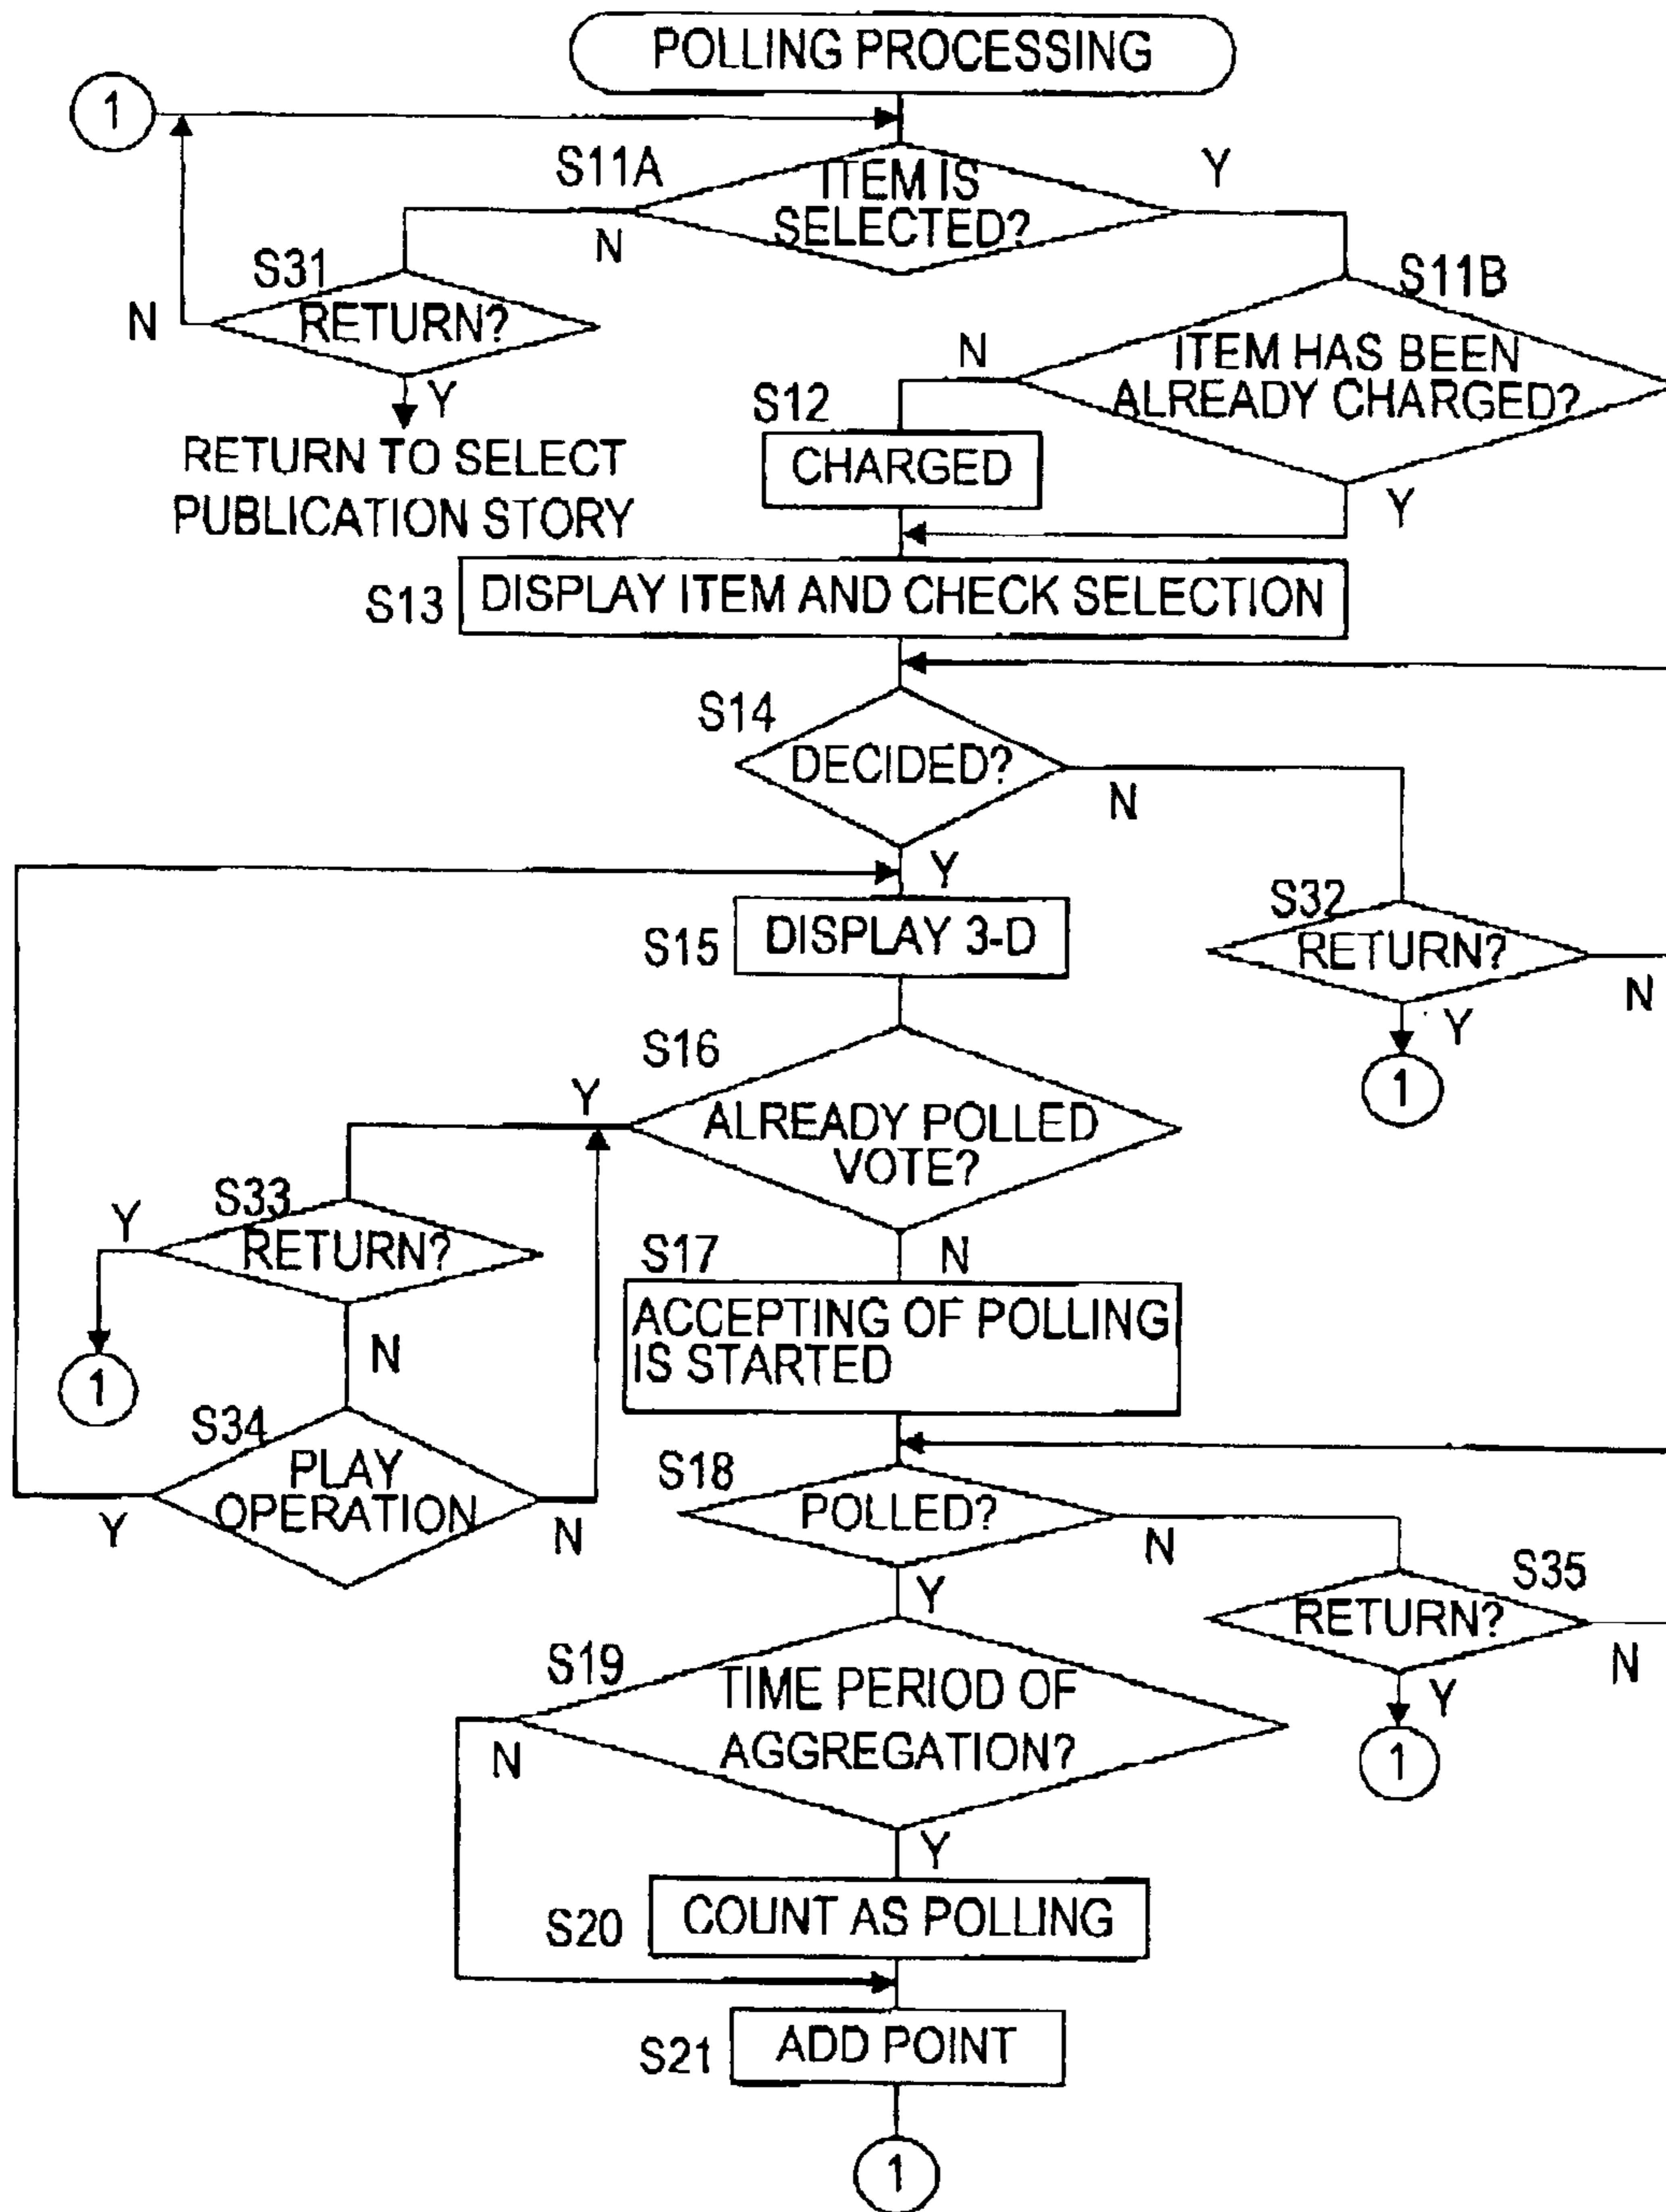 POLLING PROCESSING
1
S11A
ITEM IS
SELECTED?
Y
N
S31
RETURN?
N
Y
RETURN TO SELECT
PUBLICATION STORY
S11B
ITEM HAS BEEN
ALREADY CHARGED?
N
Y
S12
CHARGED
S13
DISPLAY ITEM AND CHECK SELECTION
S14
DECIDED?
N
Y
S32
RETURN?
N
Y
1
S15
DISPLAY 3-D
S16
ALREADY POLLED
VOTE?
Y
N
S33
RETURN?
Y
1
N
S34
PLAY
OPERATION
Y
N
S17
ACCEPTING OF POLLING
IS STARTED
S18
POLLED?
N
Y
S35
RETURN?
N
Y
1
S19
TIME PERIOD OF
AGGREGATION?
N
Y
S20
COUNT AS POLLING
S21
ADD POINT
1